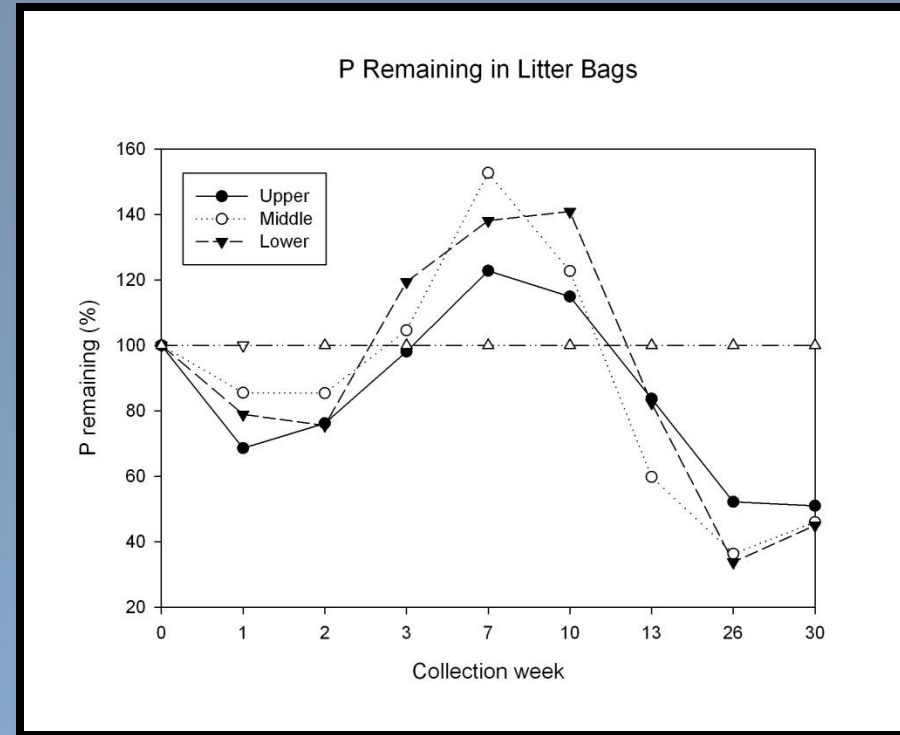 P Remaining in Litter Bags
160
140
120
100
80
60
40
20
P remaining (%)
Upper
Middle
Lower
0 1 2 3 7 10 13 26 30
Collection week